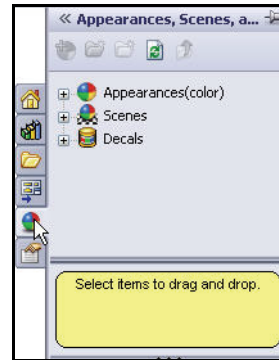 « Appearances, Scenes, a...
Appearances(color)
Scenes
Decals
Select items to drag and drop.